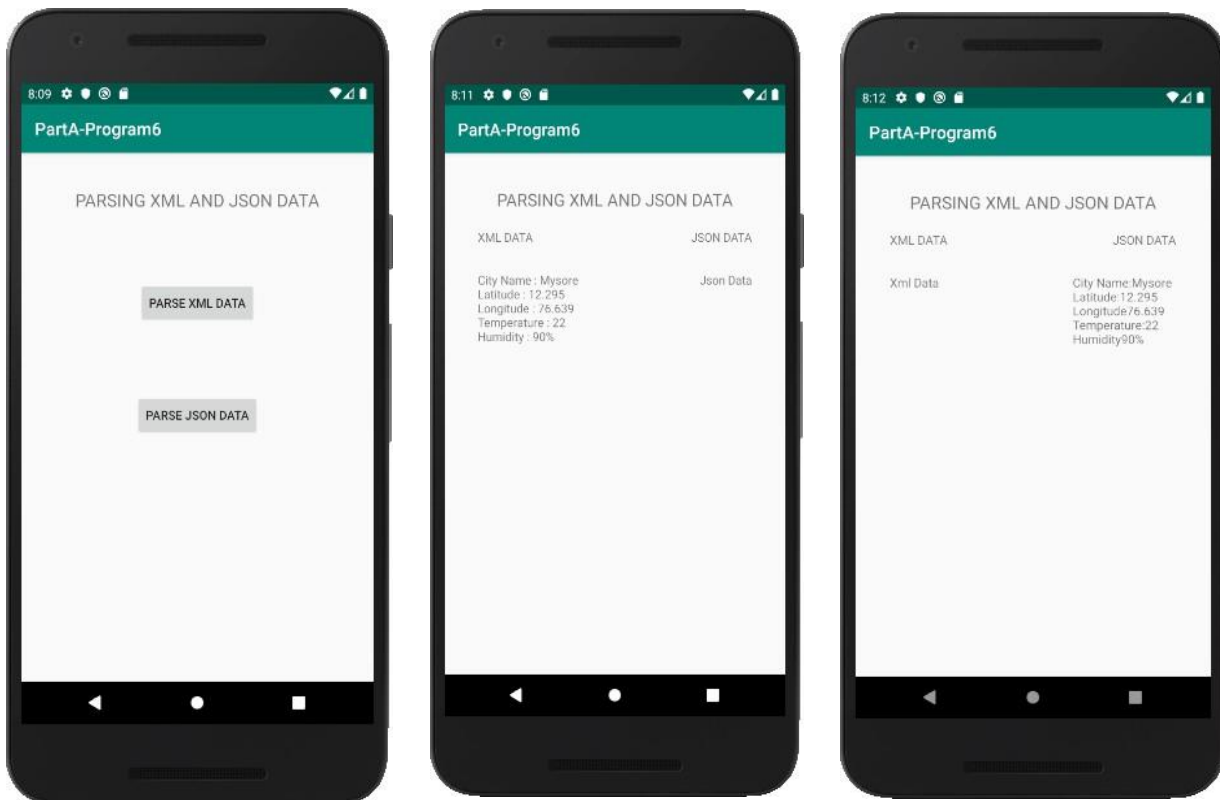 8:09
PartA-Program6
PARSING XML AND JSON DATA
PARSE XML DATA
PARSE JSON DATA
8:11
PartA-Program6
PARSING XML AND JSON DATA
XML DATA JSON DATA
City Name : Mysore Json Data
Latitude : 12.295
Longitude : 76.639
Temperature : 22
Humidity : 90%
8:12
PartA-Program6
PARSING XML AND JSON DATA
XML DATA JSON DATA
Xml Data City Name:Mysore
Latitude:12.295
Longitude76.639
Temperature:22
Humidity90%